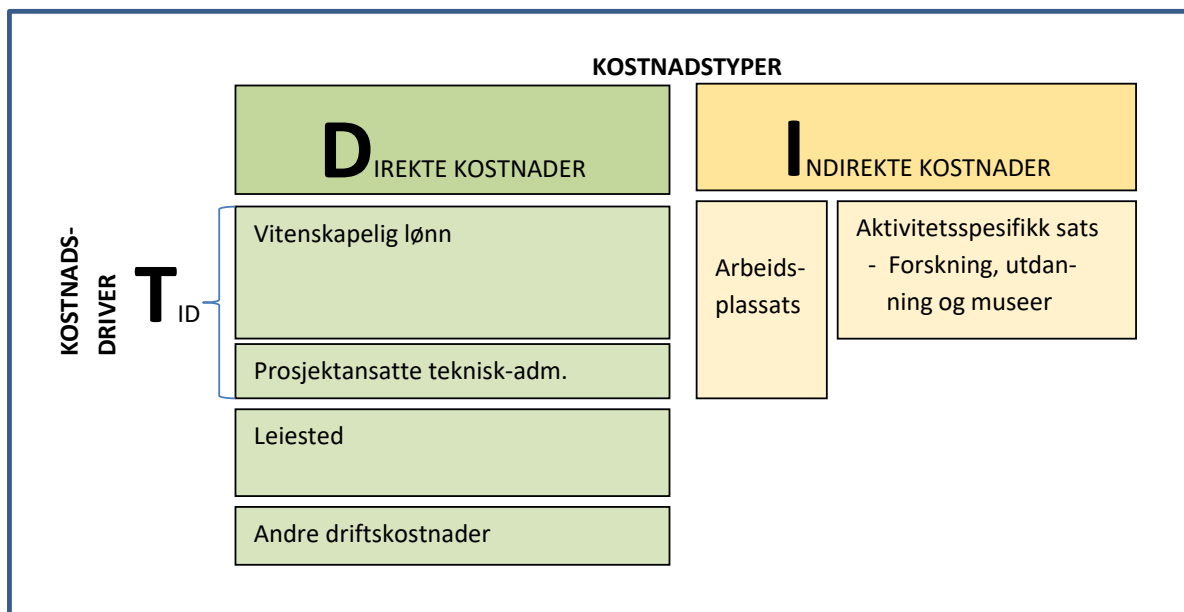 KOSTNADSTYPER
DIREKTE KOSTNADER
INDIREKTE KOSTNADER
KOSTNADS-
DRIVER
TID
Vitenskapelig lønn
Prosjektansatte teknisk-adm.
Leiested
Andre driftskostnader
Arbeids-
plassats
Aktivitetsspesifikk sats
- Forskning, utdan-
ning og museer